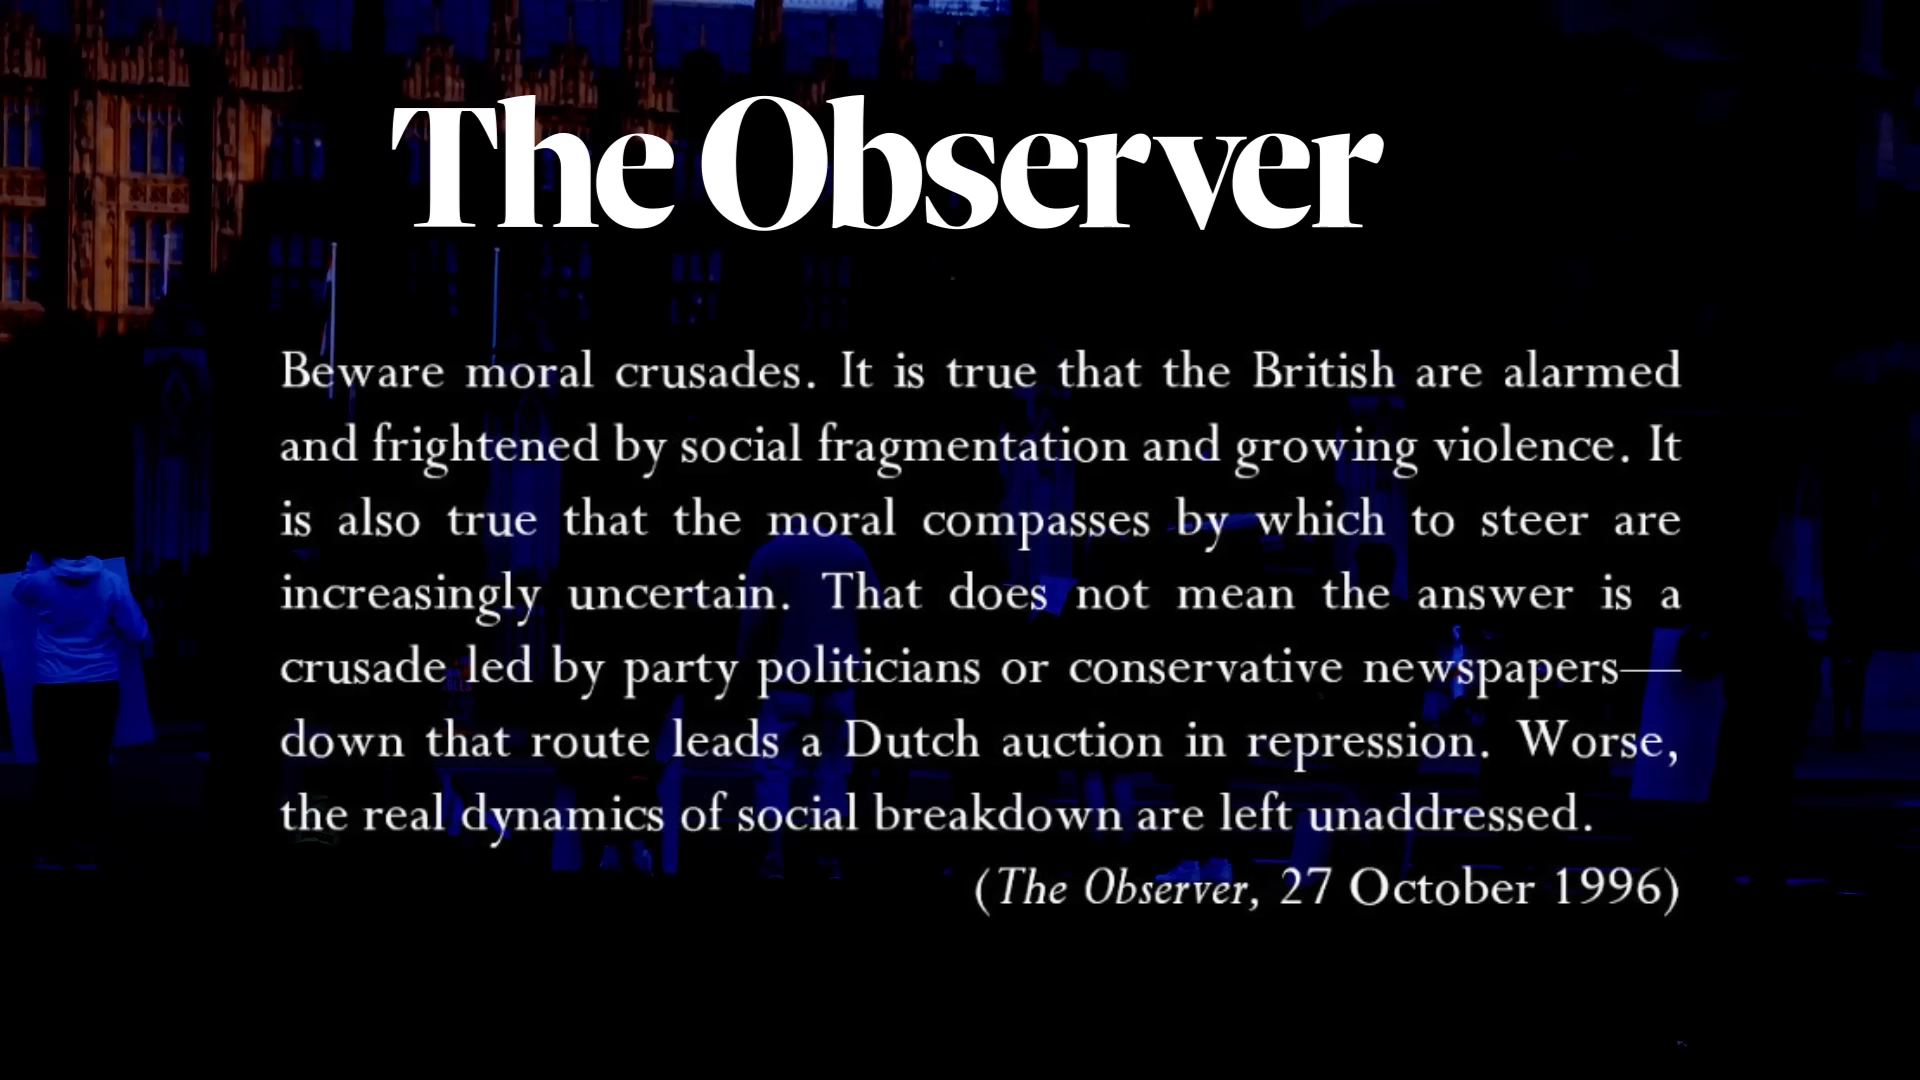 The Observer
Beware moral crusades. It is true that the British are alarmed
and frightened by social fragmentation and growing violence. It
is also true that the moral compasses by which to steer are
increasingly uncertain. That does not mean the answer is a
crusade led by party politicians or conservative newspapers—
down that route leads a Dutch auction in repression. Worse,
the real dynamics of social breakdown are left unaddressed.
(The Observer, 27 October 1996)